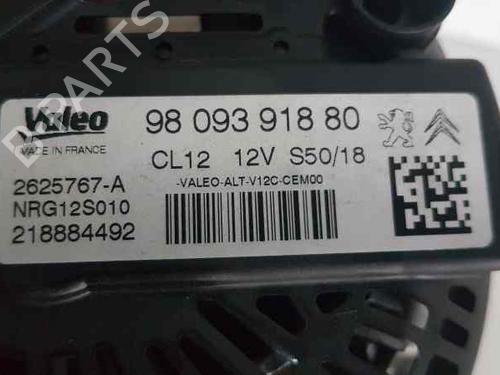 B-PARTS
Valeo
MADE IN FRANCE
98 093 918 80
CL12 12V S50/18
2625767-A
-VALEO-ALT-V12C-CEM00
NRG12S010
218884492